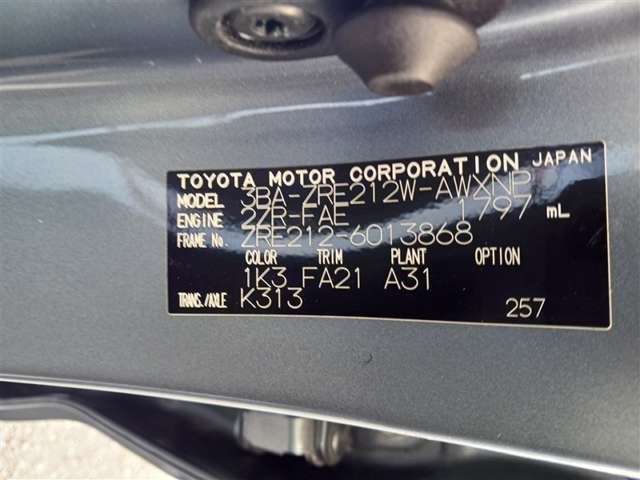 TOYOTA MOTOR CORPORATION JAPAN
MODEL 3BA-ZRE212W-AWXNP
ENGINE 2ZR-FAE 1797 mL
FRAME No. ZRE212-6013868
COLOR TRIM PLANT OPTION
1K3 FA21 A31
TRANS./AXLE K313
257